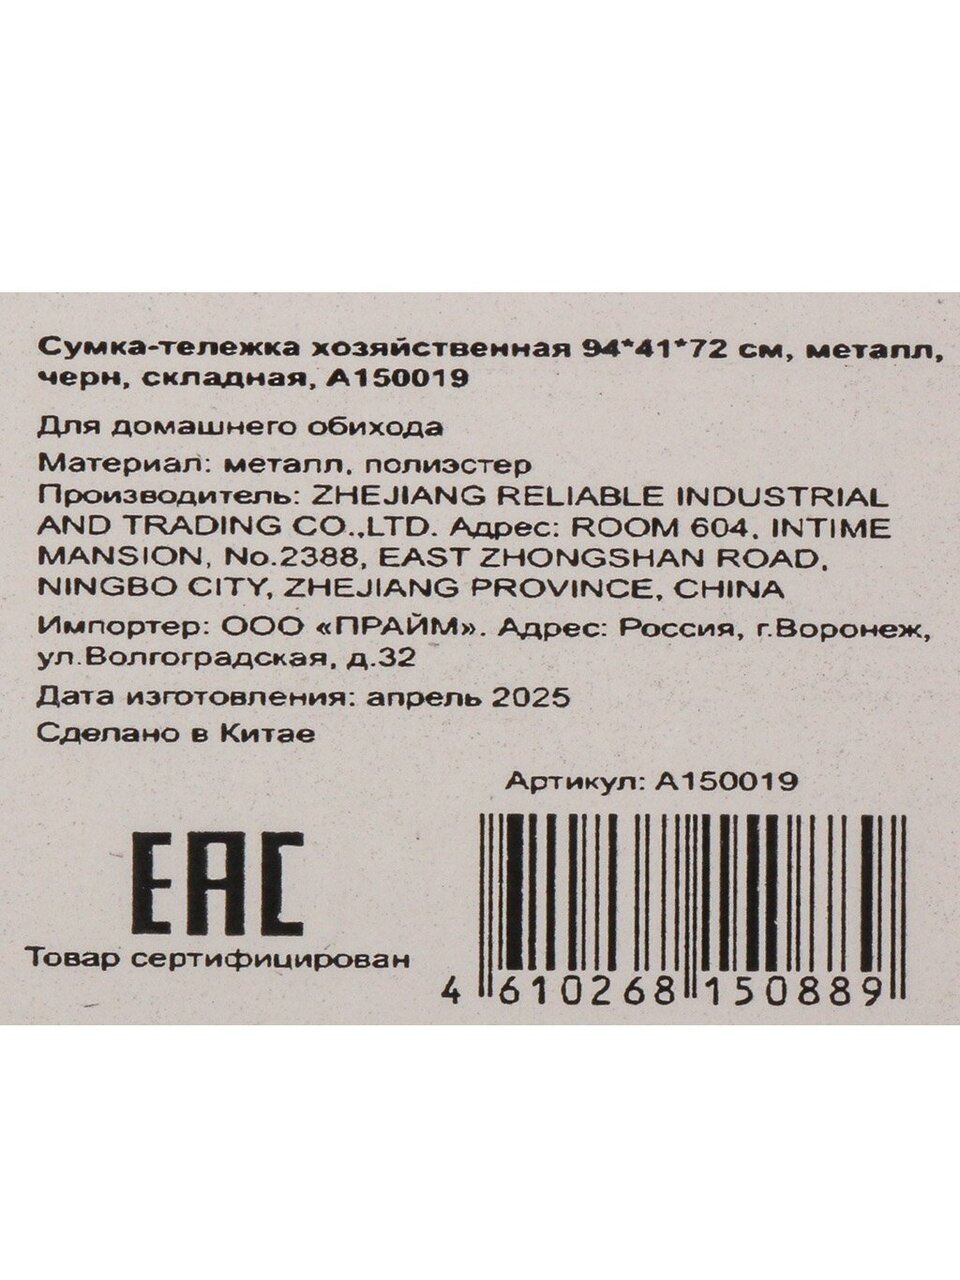 Сумка-тележка хозяйственная 94*41*72 см, металл,
черн, складная, А150019
Для домашнего обихода
Материал: металл, полиэстер
Производитель: ZHEJIANG RELIABLE INDUSTRIAL
AND TRADING CO.,LTD. Адрес: ROOM 604, INTIME
MANSION, No.2388, EAST ZHONGSHAN ROAD,
NINGBO CITY, ZHEJIANG PROVINCE, CHINA
Импортер: ООО «ПРАЙМ». Адрес: Россия, г.Воронеж,
ул.Волгоградская, д.32
Дата изготовления: апрель 2025
Сделано в Китае
Артикул: А150019
EAC
Товар сертифицирован
4 610268 150889